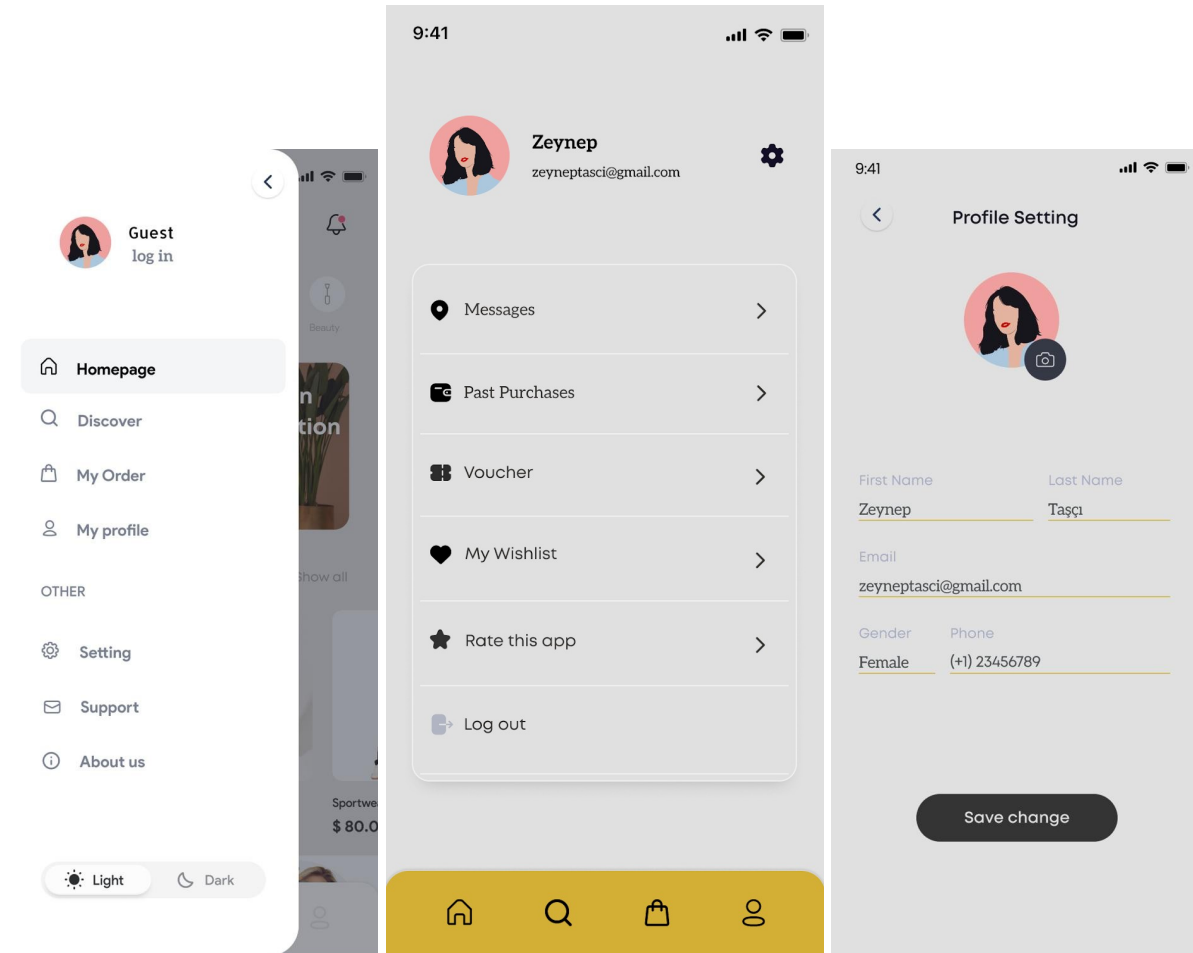 Guest
log in
Homepage
Discover
My Order
My profile
OTHER
Setting
Support
About us
Light
Dark
Beauty
n
tion
Show all
Sportwe
$ 80.0
9:41
Zeynep
zeyneptasci@gmail.com
Messages
Past Purchases
Voucher
My Wishlist
Rate this app
Log out
9:41
Profile Setting
First Name Last Name
Zeynep Taşçı
Email
zeyneptasci@gmail.com
Gender Phone
Female (+1) 23456789
Save change